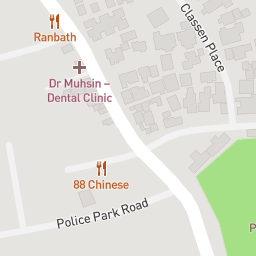 Ranbath
Dr Muhsin –
Dental Clinic
Classen Place
88 Chinese
Police Park Road
P